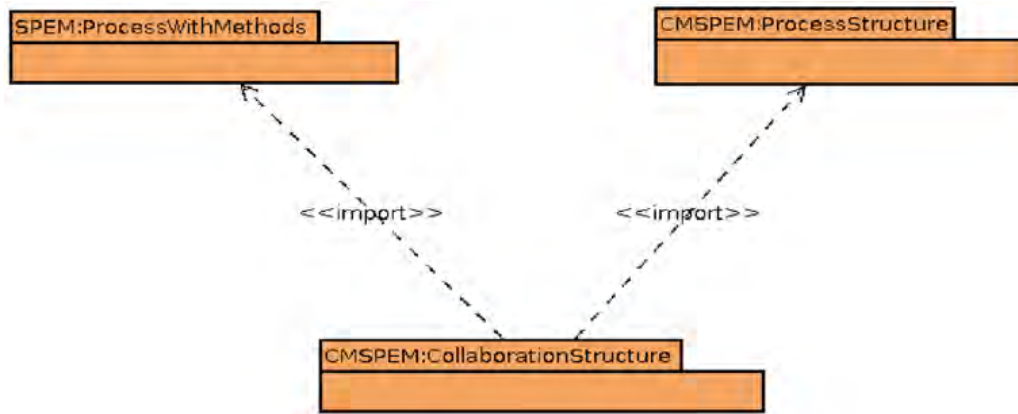 SPEM:ProcessWithMethods
CMSPEM:ProcessStructure
<<import>>
<<import>>
CMSPEM:CollaborationStructure